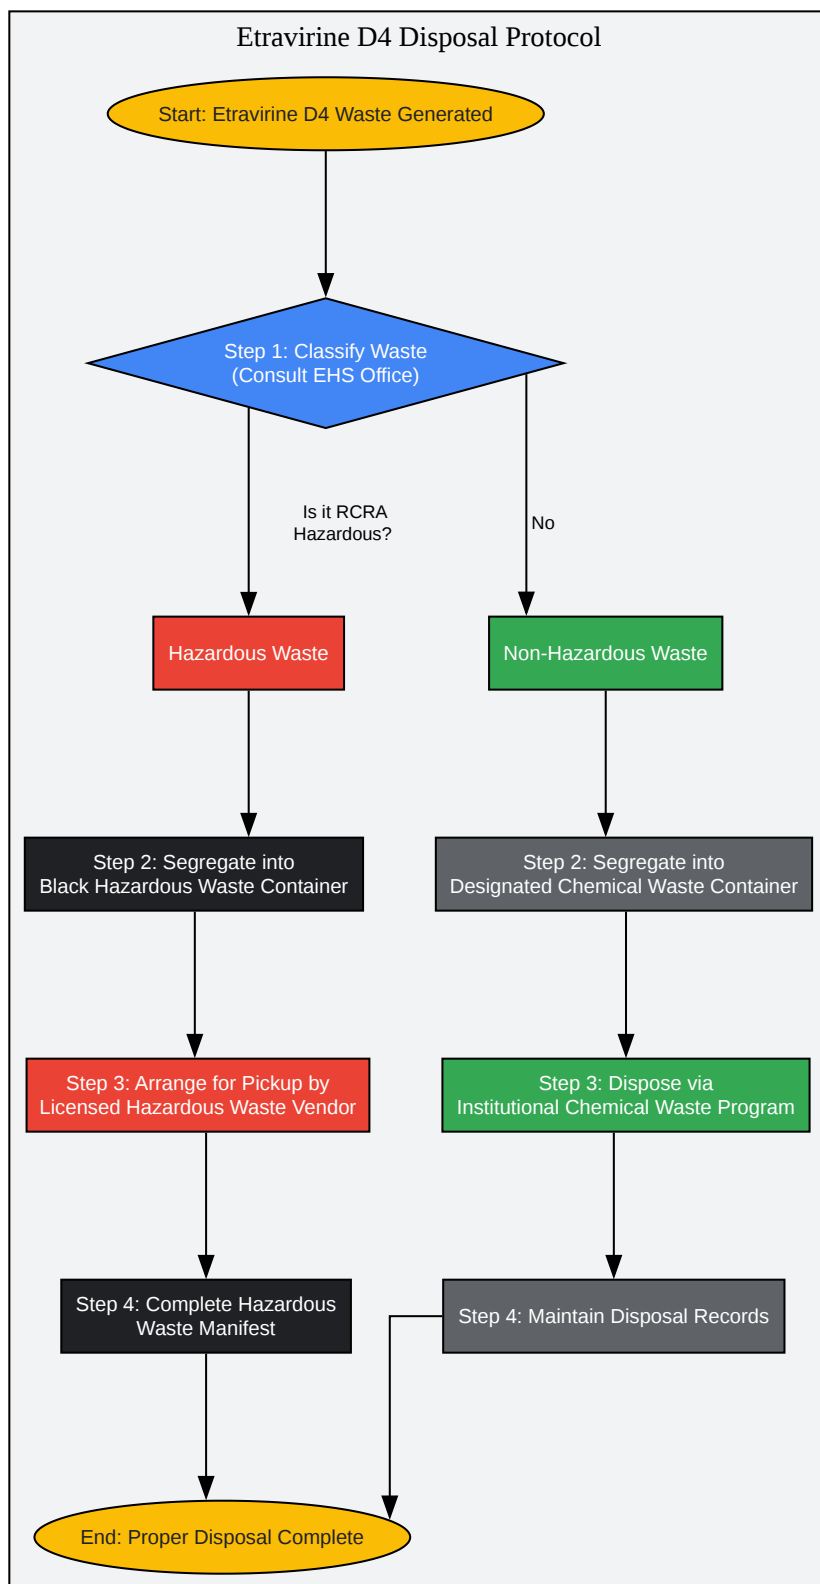 Etravirine D4 Disposal Protocol
Start: Etravirine D4 Waste Generated
Step 1: Classify Waste
(Consult EHS Office)
Is it RCRA
Hazardous?
No
Hazardous Waste
Non-Hazardous Waste
Step 2: Segregate into
Black Hazardous Waste Container
Step 2: Segregate into
Designated Chemical Waste Container
Step 3: Arrange for Pickup by
Licensed Hazardous Waste Vendor
Step 3: Dispose via
Institutional Chemical Waste Program
Step 4: Complete Hazardous
Waste Manifest
Step 4: Maintain Disposal Records
End: Proper Disposal Complete